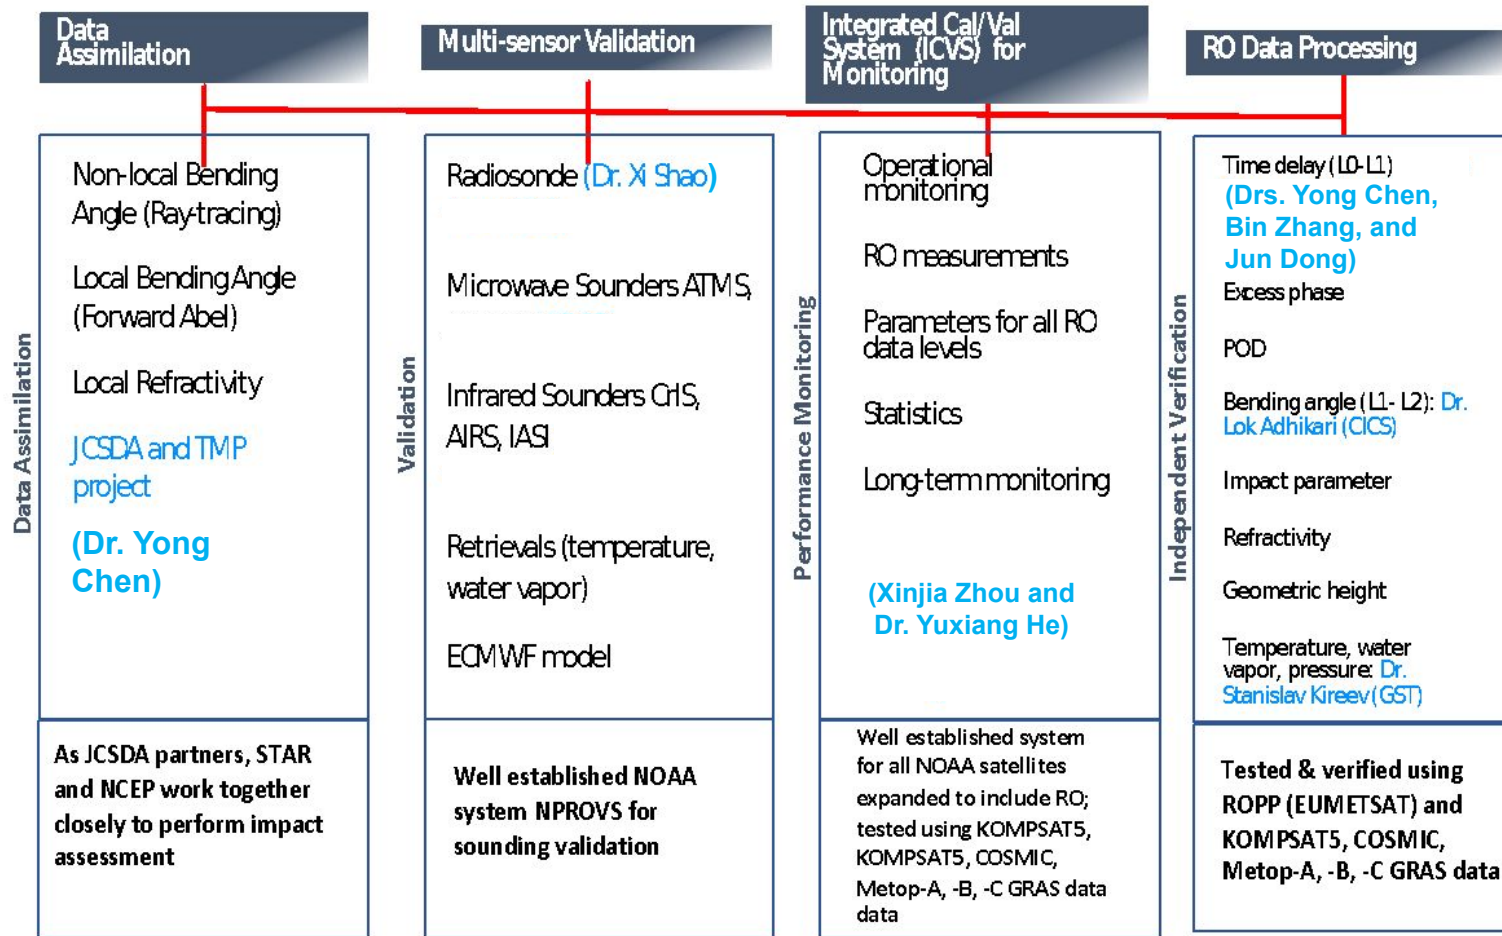 Data
Assimilation
Multi-sensor Validation
Integrated Cal/Val
System (ICVS) for
Monitoring
RO Data Processing
Data Assimilation
Non-local Bending
Angle (Ray-tracing)
Local Bending Angle
(Forward Abel)
Local Refractivity
JCSDA and TMP
project
(Dr. Yong
Chen)
As JCSDA partners, STAR
and NCEP work together
closely to perform impact
assessment
Validation
Radiosonde (Dr. Xi Shao)
Microwave Sounders ATMS,
Infrared Sounders CrIS,
AIRS, IASI
Retrievals (temperature,
water vapor)
ECMWF model
Well established NOAA
system NPROVS for
sounding validation
Performance Monitoring
Operational
monitoring
RO measurements
Parameters for all RO
data levels
Statistics
Long-term monitoring
(Xinjia Zhou and
Dr. Yuxiang He)
Well established system
for all NOAA satellites
expanded to include RO;
tested using KOMPSAT5,
KOMPSAT5, COSMIC,
Metop-A, -B, -C GRAS data
data
Independent Verification
Time delay (L0-L1)
(Drs. Yong Chen,
Bin Zhang, and
Jun Dong)
Excess phase
POD
Bending angle (L1- L2): Dr.
Lok Adhikari (CICS)
Impact parameter
Refractivity
Geometric height
Temperature, water
vapor, pressure: Dr.
Stanislav Kireev (GST)
Tested & verified using
ROPP (EUMETSAT) and
KOMPSAT5, COSMIC,
Metop-A, -B, -C GRAS data